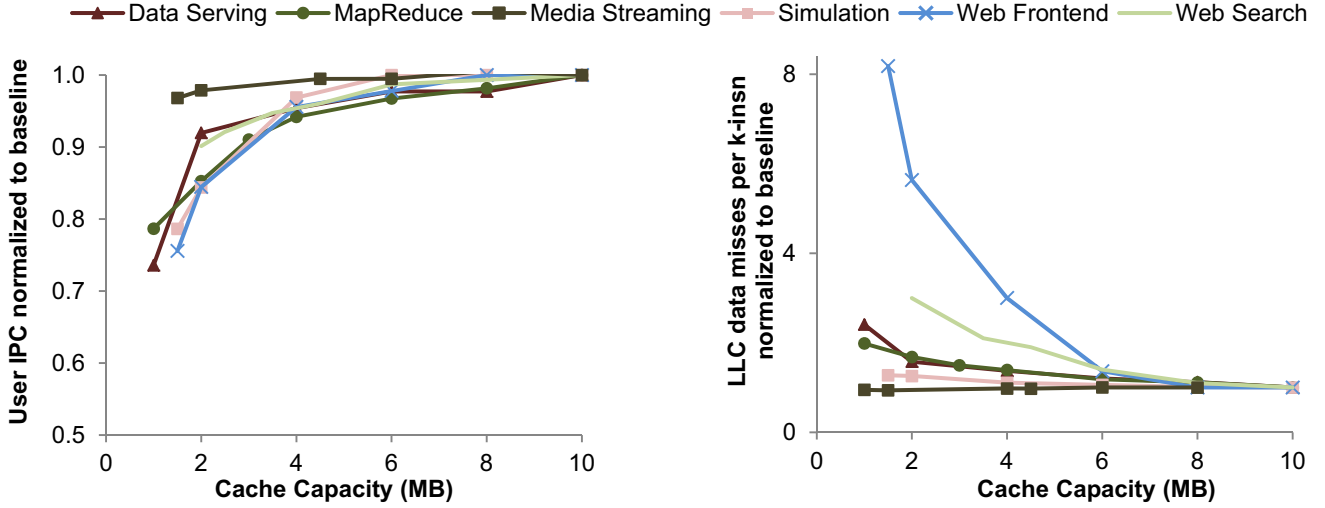 Data Serving MapReduce Media Streaming Simulation Web Frontend Web Search
User IPC normalized to baseline
1.0
0.9
0.8
0.7
0.6
0.5
0 2 4 6 8 10
Cache Capacity (MB)
LLC data misses per k-insn
normalized to baseline
8
4
0
0 2 4 6 8 10
Cache Capacity (MB)